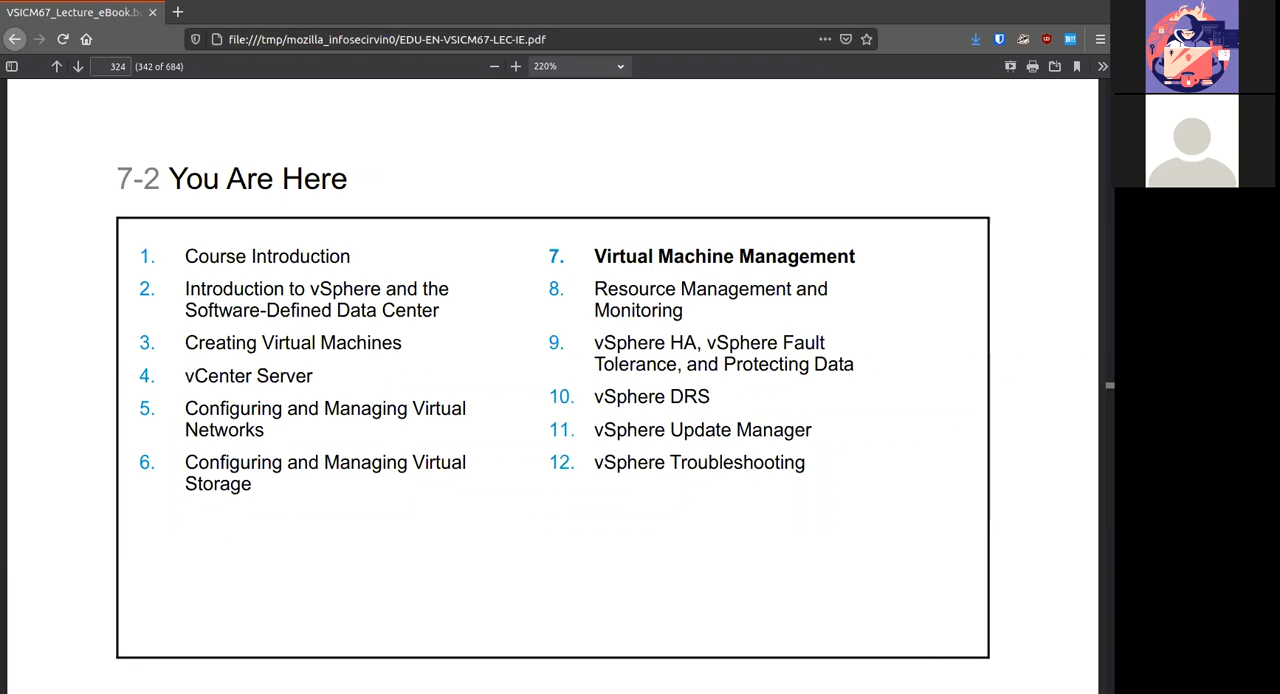 VSICM67_Lecture_eBook.b
file:///tmp/mozilla_infosecirvin0/EDU-EN-VSICM67-LEC-IE.pdf
324 (342 of 684)
220%
7-2 You Are Here
1. Course Introduction
2. Introduction to vSphere and the
Software-Defined Data Center
3. Creating Virtual Machines
4. vCenter Server
5. Configuring and Managing Virtual
Networks
6. Configuring and Managing Virtual
Storage
7. Virtual Machine Management
8. Resource Management and
Monitoring
9. vSphere HA, vSphere Fault
Tolerance, and Protecting Data
10. vSphere DRS
11. vSphere Update Manager
12. vSphere Troubleshooting